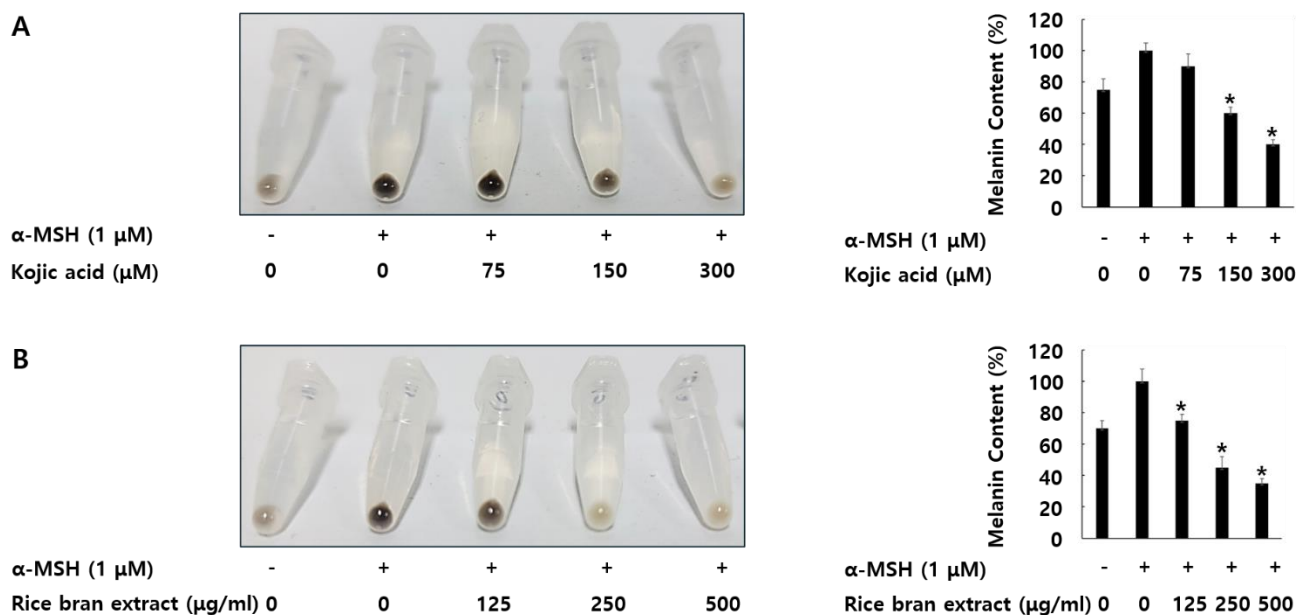 A
α-MSH (1 μM) - + + + +
Kojic acid (μM) 0 0 75 150 300
Melanin Content (%)
120
100
80
60
40
20
0
* *
α-MSH (1 μM) - + + + +
Kojic acid (μM) 0 0 75 150 300
B
α-MSH (1 μM) - + + + +
Rice bran extract (μg/ml) 0 0 125 250 500
Melanin Content (%)
120
100
80
60
40
20
0
* * *
α-MSH (1 μM) - + + + +
Rice bran extract (μg/ml) 0 0 125 250 500